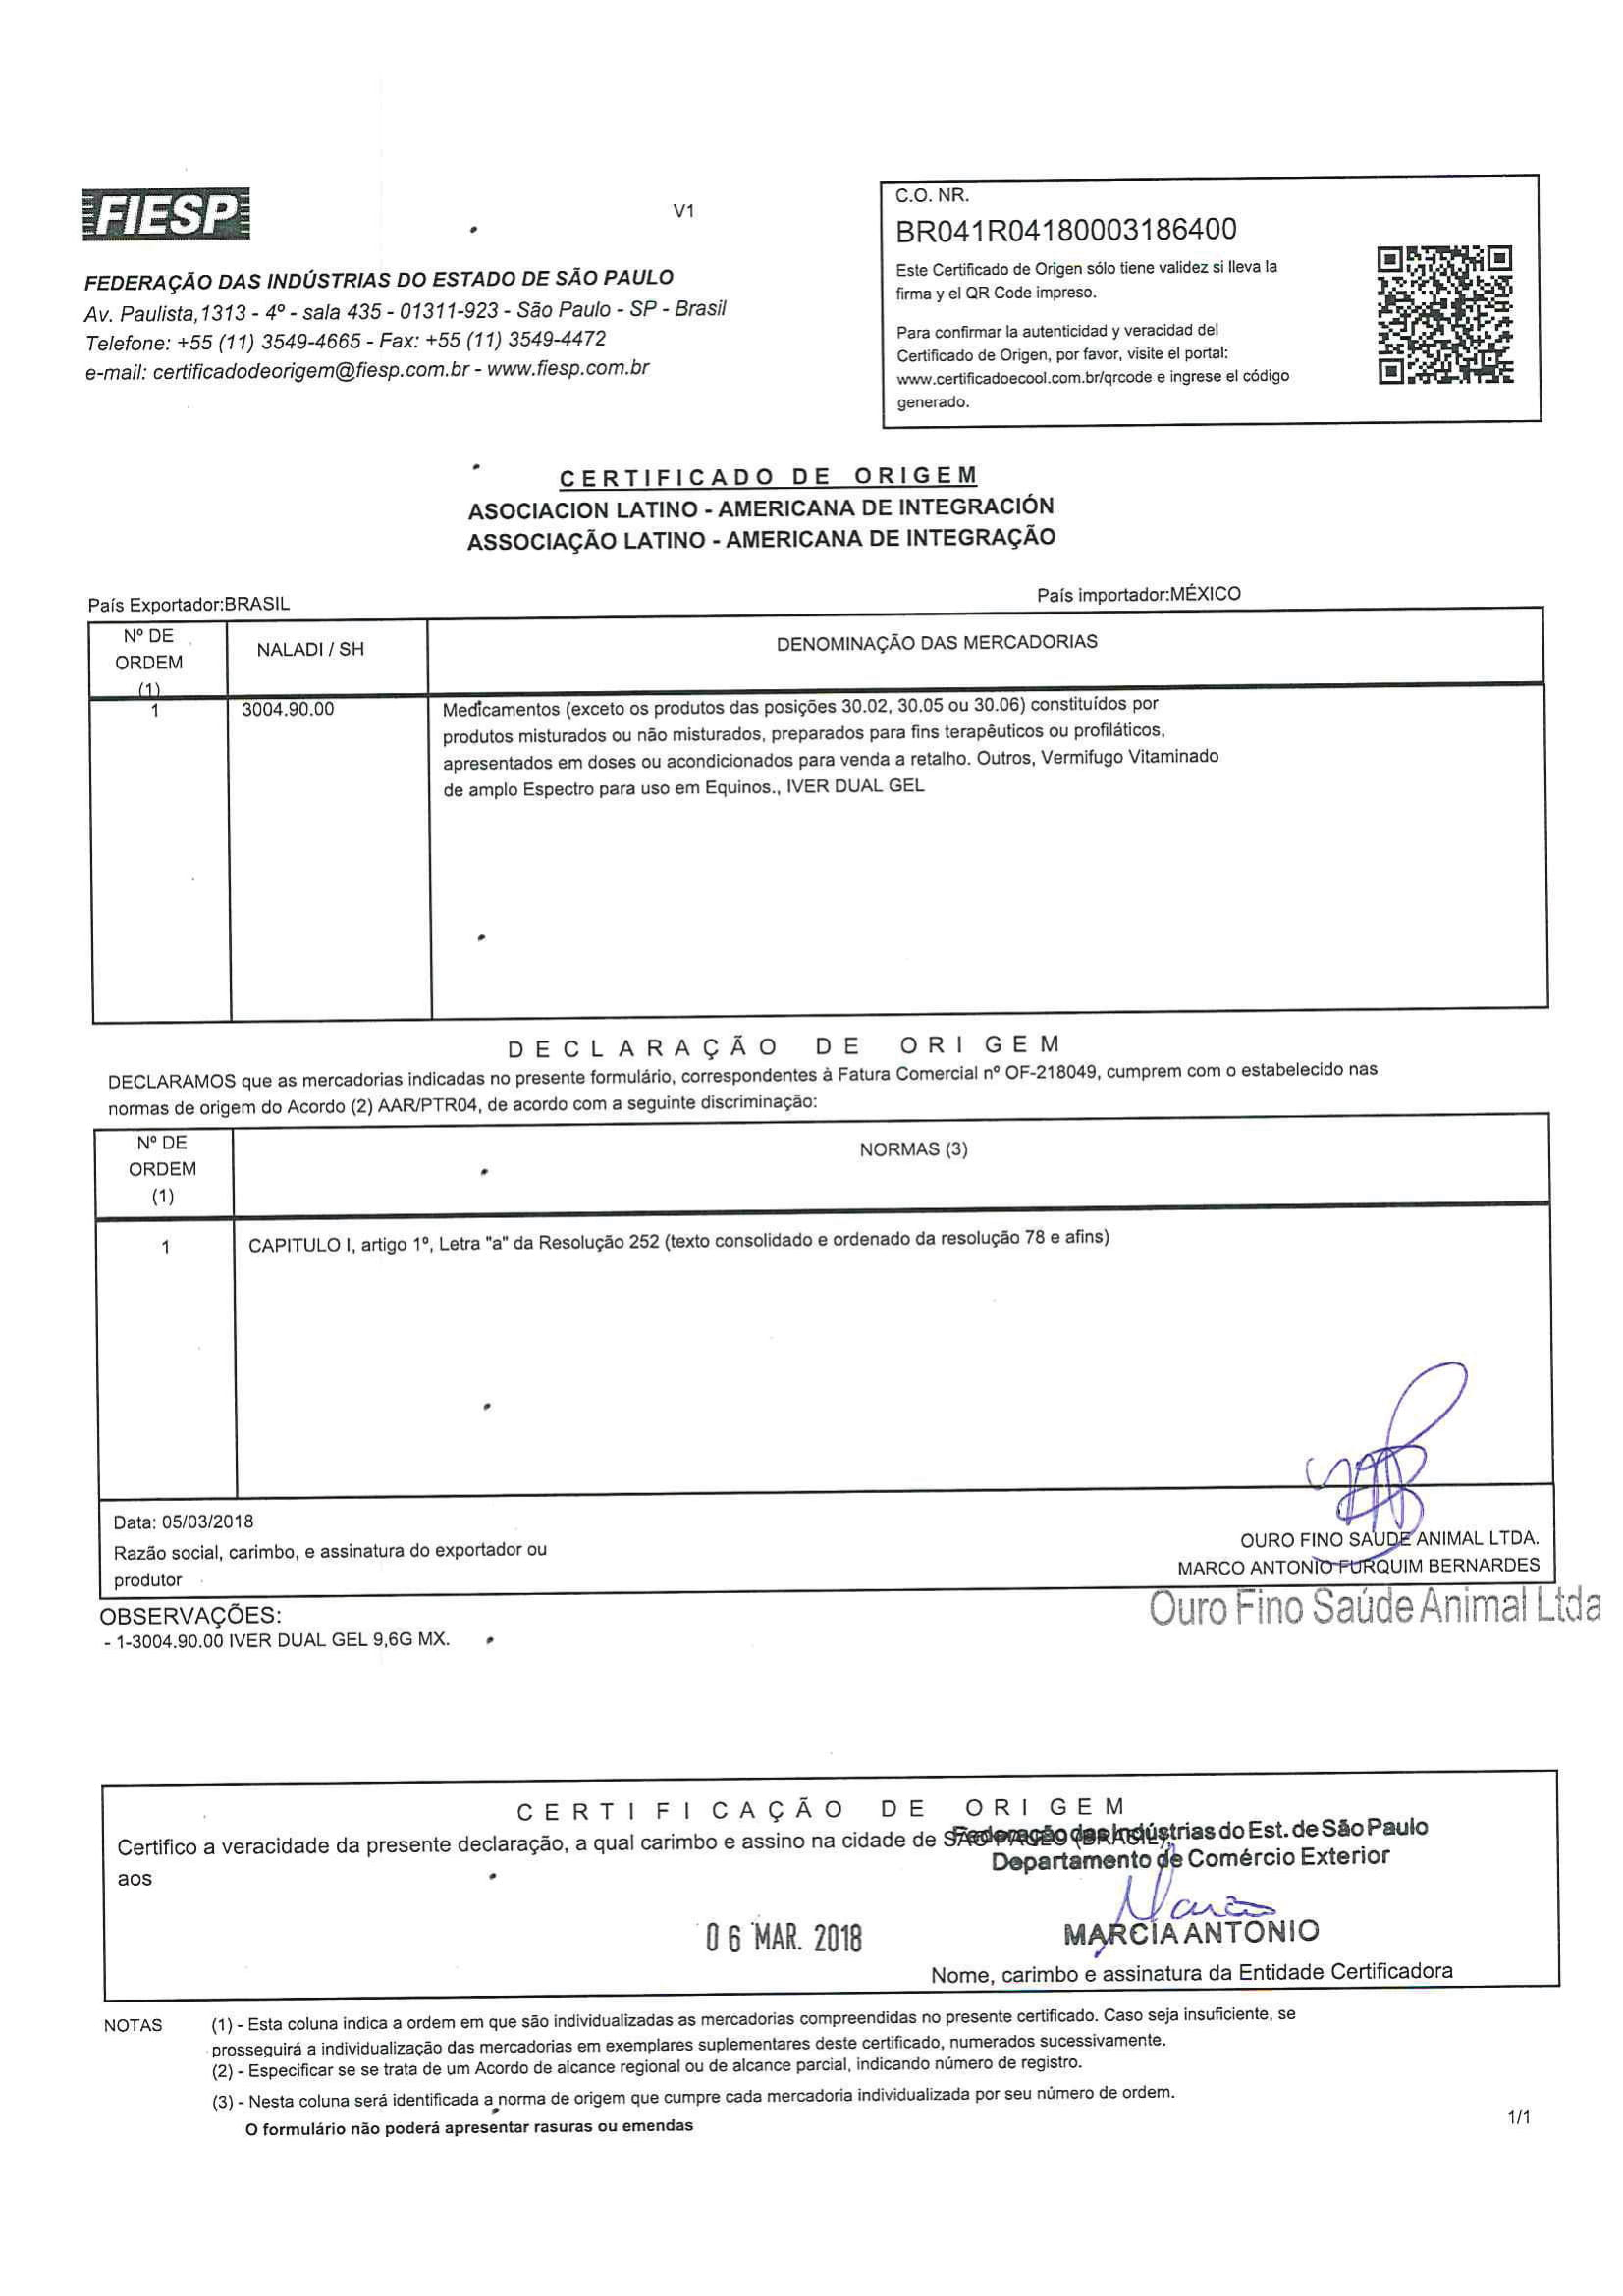 FIESP
V1
FEDERAÇÃO DAS INDÚSTRIAS DO ESTADO DE SÃO PAULO
Av. Paulista,1313 - 4º - sala 435 - 01311-923 - São Paulo - SP - Brasil
Telefone: +55 (11) 3549-4665 - Fax: +55 (11) 3549-4472
e-mail: certificadodeorigem@fiesp.com.br - www.fiesp.com.br
C.O. NR.
BR041R04180003186400
Este Certificado de Origen sólo tiene validez si lleva la
firma y el QR Code impreso.
Para confirmar la autenticidad y veracidad del
Certificado de Origen, por favor, visite el portal:
www.certificadoecool.com.br/qrcode e ingrese el código
generado.
CERTIFICADO DE ORIGEM
ASOCIACION LATINO - AMERICANA DE INTEGRACIÓN
ASSOCIAÇÃO LATINO - AMERICANA DE INTEGRAÇÃO
País Exportador:BRASIL
País importador:MÉXICO
Nº DE
ORDEM
(1)
NALADI / SH
DENOMINAÇÃO DAS MERCADORIAS
1
3004.90.00
Medicamentos (exceto os produtos das posições 30.02, 30.05 ou 30.06) constituídos por
produtos misturados ou não misturados, preparados para fins terapêuticos ou profiláticos,
apresentados em doses ou acondicionados para venda a retalho. Outros, Vermifugo Vitaminado
de amplo Espectro para uso em Equinos., IVER DUAL GEL
DECLARAÇÃO DE ORIGEM
DECLARAMOS que as mercadorias indicadas no presente formulário, correspondentes à Fatura Comercial nº OF-218049, cumprem com o estabelecido nas
normas de origem do Acordo (2) AAR/PTR04, de acordo com a seguinte discriminação:
Nº DE
ORDEM
(1)
NORMAS (3)
1
CAPITULO I, artigo 1º, Letra "a" da Resolução 252 (texto consolidado e ordenado da resolução 78 e afins)
Data: 05/03/2018
Razão social, carimbo, e assinatura do exportador ou
produtor
OURO FINO SAUDE ANIMAL LTDA.
MARCO ANTONIO FURQUIM BERNARDES
Ouro Fino Saúde Animal Ltda
OBSERVAÇÕES:
- 1-3004.90.00 IVER DUAL GEL 9,6G MX.
CERTIFICAÇÃO DE ORIGEM
Certifico a veracidade da presente declaração, a qual carimbo e assino na cidade de SÃO PAULO (BRASIL),
aos
Federação das Indústrias do Est. de São Paulo
Departamento de Comércio Exterior
06 MAR. 2018
MARCIA ANTONIO
Nome, carimbo e assinatura da Entidade Certificadora
NOTAS
(1) - Esta coluna indica a ordem em que são individualizadas as mercadorias compreendidas no presente certificado. Caso seja insuficiente, se
prosseguirá a individualização das mercadorias em exemplares suplementares deste certificado, numerados sucessivamente.
(2) - Especificar se se trata de um Acordo de alcance regional ou de alcance parcial, indicando número de registro.
(3) - Nesta coluna será identificada a norma de origem que cumpre cada mercadoria individualizada por seu número de ordem.
O formulário não poderá apresentar rasuras ou emendas
1/1